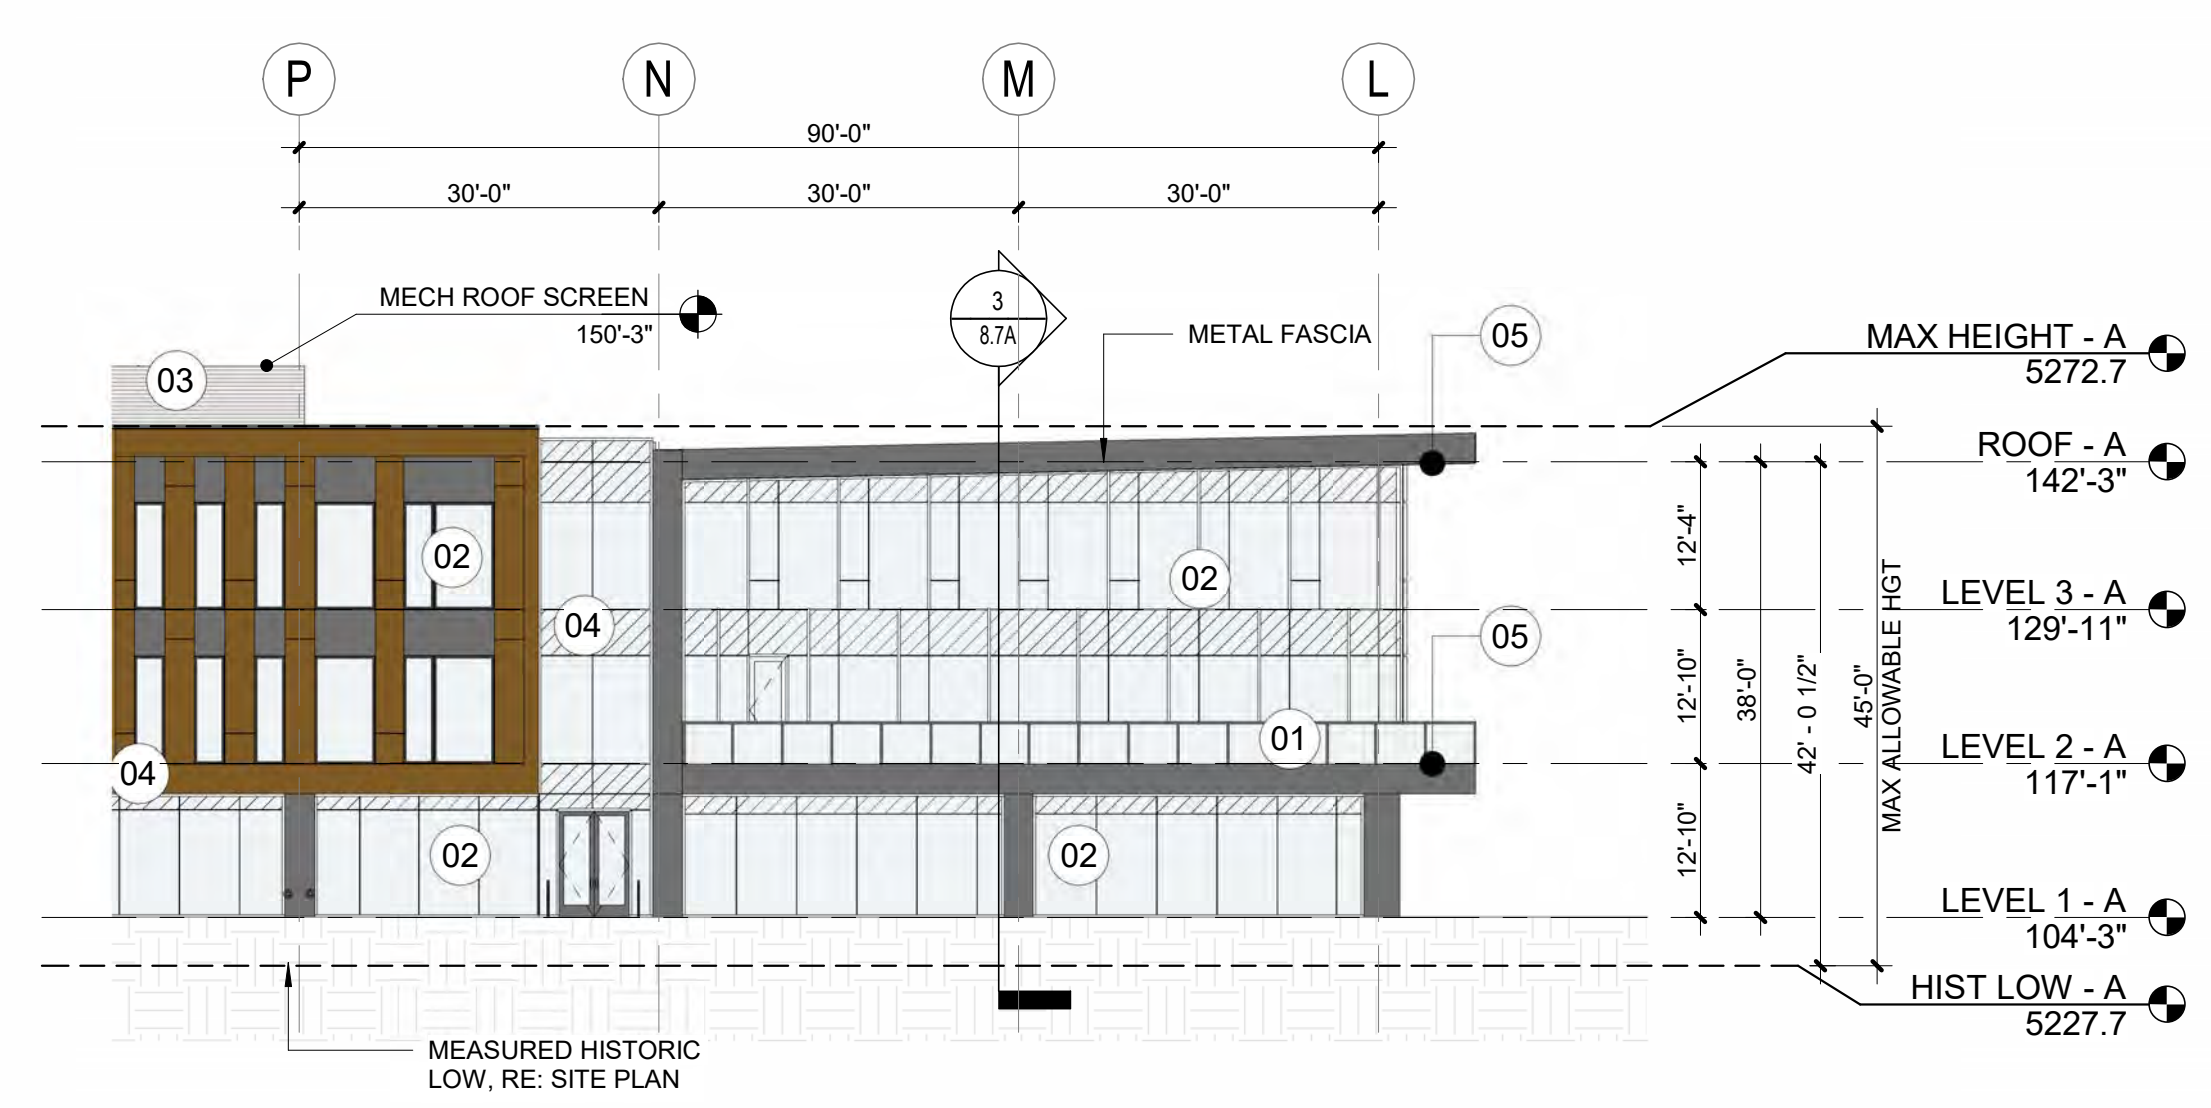 P
N
M
L
90'-0"
30'-0"
30'-0"
30'-0"
MECH ROOF SCREEN
150'-3"
3
8.7A
METAL FASCIA
05
MAX HEIGHT - A
5272.7
03
ROOF - A
142'-3"
02
02
12'-4"
04
LEVEL 3 - A
129'-11"
05
12'-10"
38'-0"
42' - 0 1/2"
45'-0"
MAX ALLOWABLE HGT
01
04
LEVEL 2 - A
117'-1"
02
02
12'-10"
LEVEL 1 - A
104'-3"
HIST LOW - A
5227.7
MEASURED HISTORIC
LOW, RE: SITE PLAN